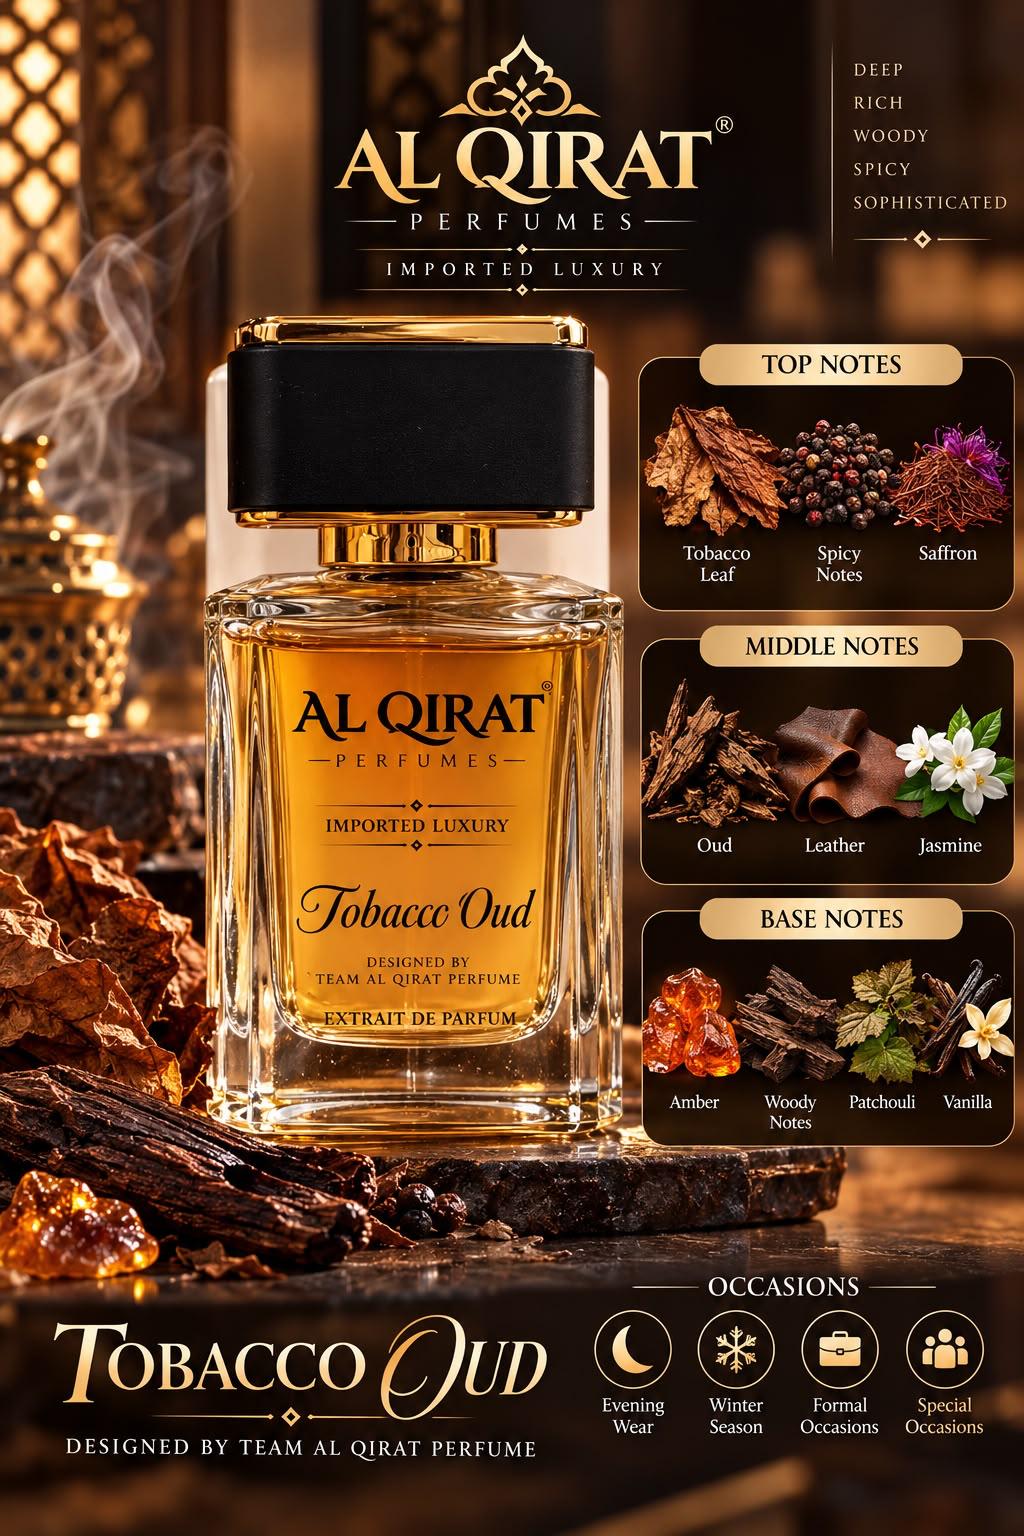 AL QIRAT®
PERFUMES
IMPORTED LUXURY
DEEP
RICH
WOODY
SPICY
SOPHISTICATED
TOP NOTES
Tobacco
Leaf
Spicy
Notes
Saffron
MIDDLE NOTES
Oud
Leather
Jasmine
BASE NOTES
Amber
Woody
Notes
Patchouli
Vanilla
AL QIRAT®
PERFUMES
IMPORTED LUXURY
Tobaccc Oud
DESIGNED BY
TEAM AL QIRAT PERFUME
EXTRAIT DE PARFUM
TOBACCO OUD
DESIGNED BY TEAM AL QIRAT PERFUME
OCCASIONS
Evening
Wear
Winter
Season
Formal
Occasions
Special
Occasions